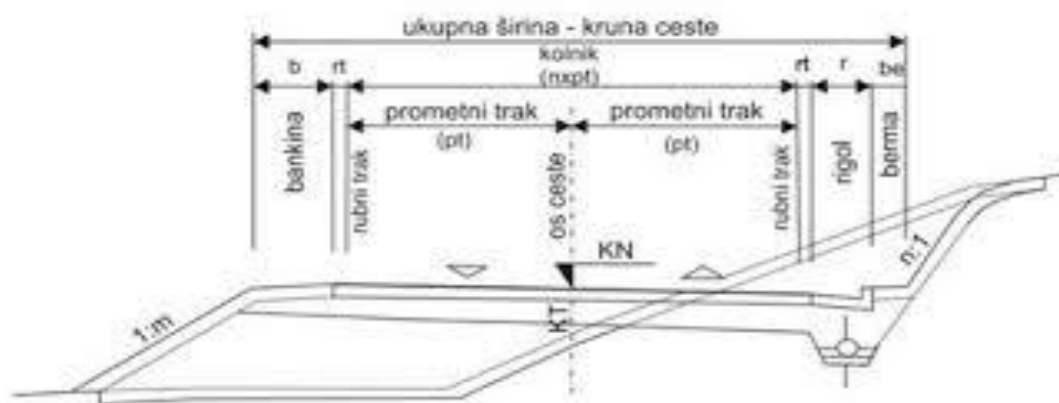 ukupna širina - kruna ceste
kolnik
(nxpt)
b
rt
rt
r
be
prometni trak
prometni trak
(pt)
(pt)
bankina
rubni trak
os ceste
rubni trak
rigol
berma
KN
KT
1:m
n:1